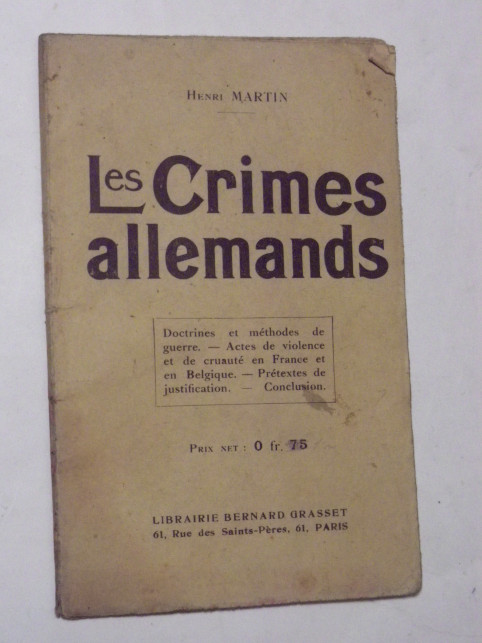 Henri MARTIN
Les Crimes
allemands
Doctrines et méthodes de
guerre. — Actes de violence
et de cruauté en France et
en Belgique. — Prétextes de
justification. — Conclusion.
Prix net : 0 fr. 75
LIBRAIRIE BERNARD GRASSET
61, Rue des Saints-Pères, 61, PARIS